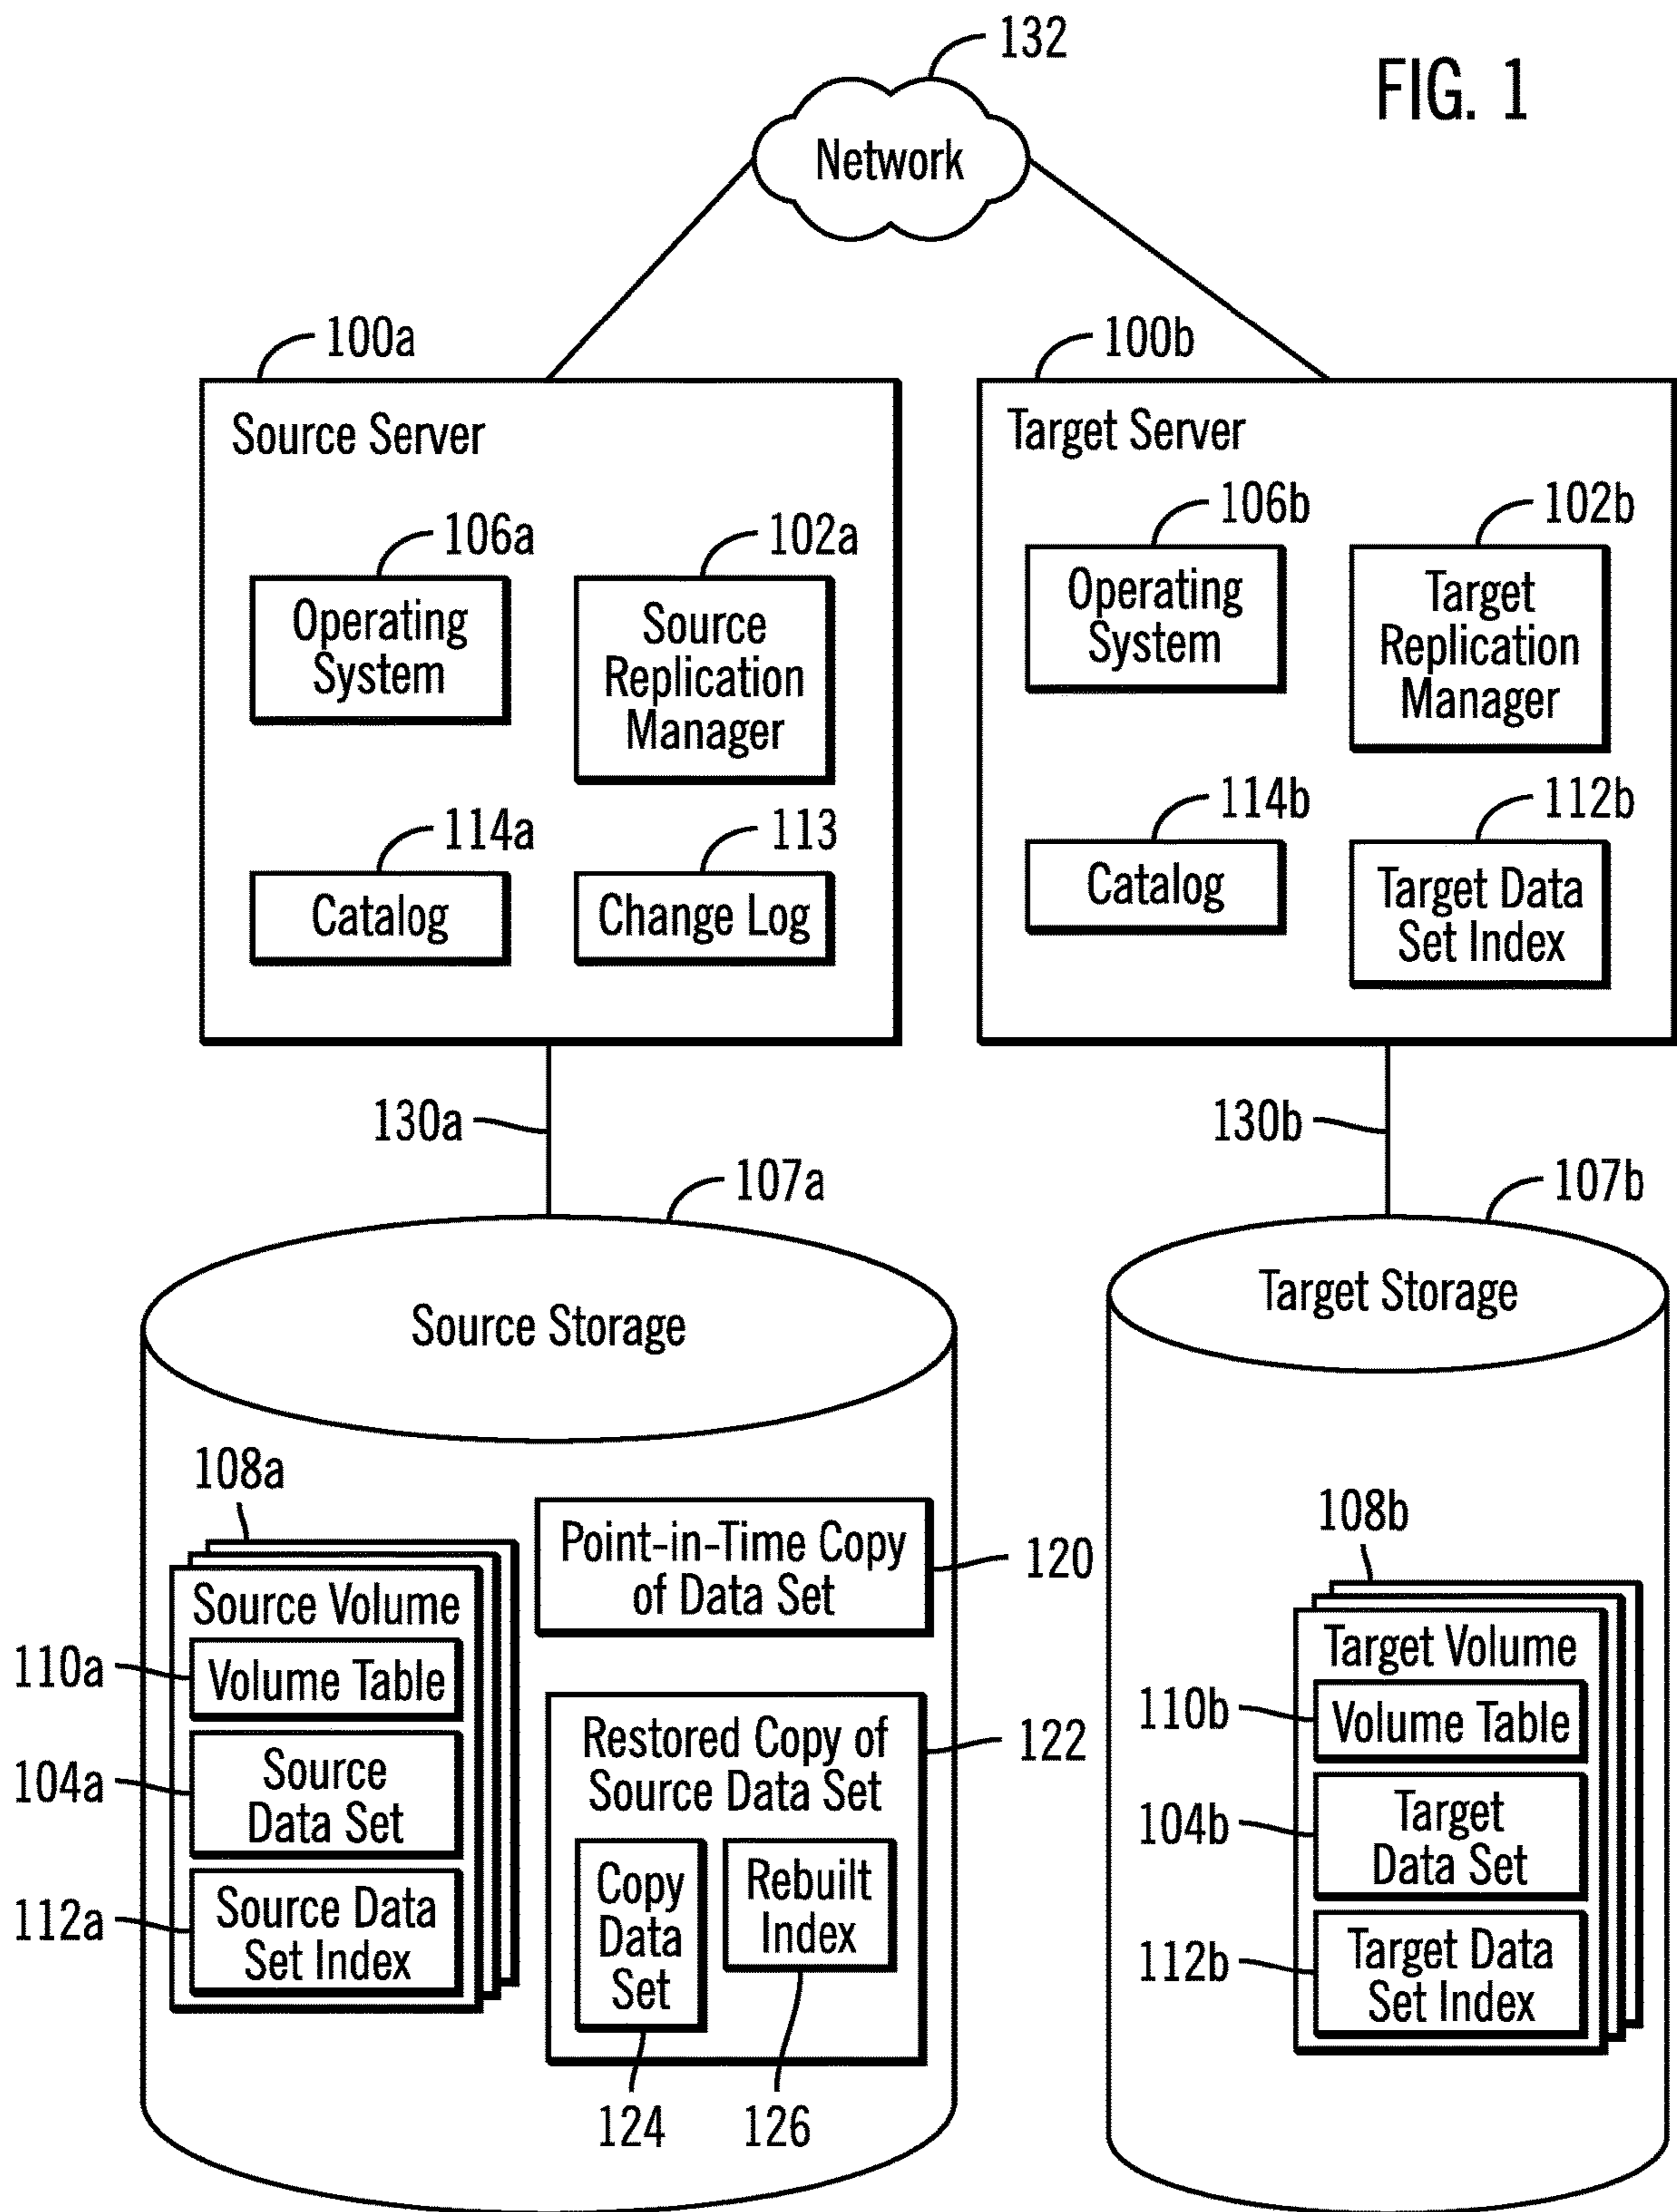 132
FIG. 1
Network
100a
100b
Source Server
106a
102a
Operating
System
Source
Replication
Manager
114a
113
Catalog
Change Log
Target Server
106b
102b
Operating
System
Target
Replication
Manager
114b
112b
Catalog
Target Data
Set Index
130a
130b
107a
107b
Source Storage
108a
Source Volume
110a
Volume Table
104a
Source
Data Set
112a
Source Data
Set Index
Point-in-Time Copy
of Data Set
120
Restored Copy of
Source Data Set
122
Copy
Data
Set
Rebuilt
Index
124
126
Target Storage
108b
Target Volume
110b
Volume Table
104b
Target
Data Set
112b
Target Data
Set Index